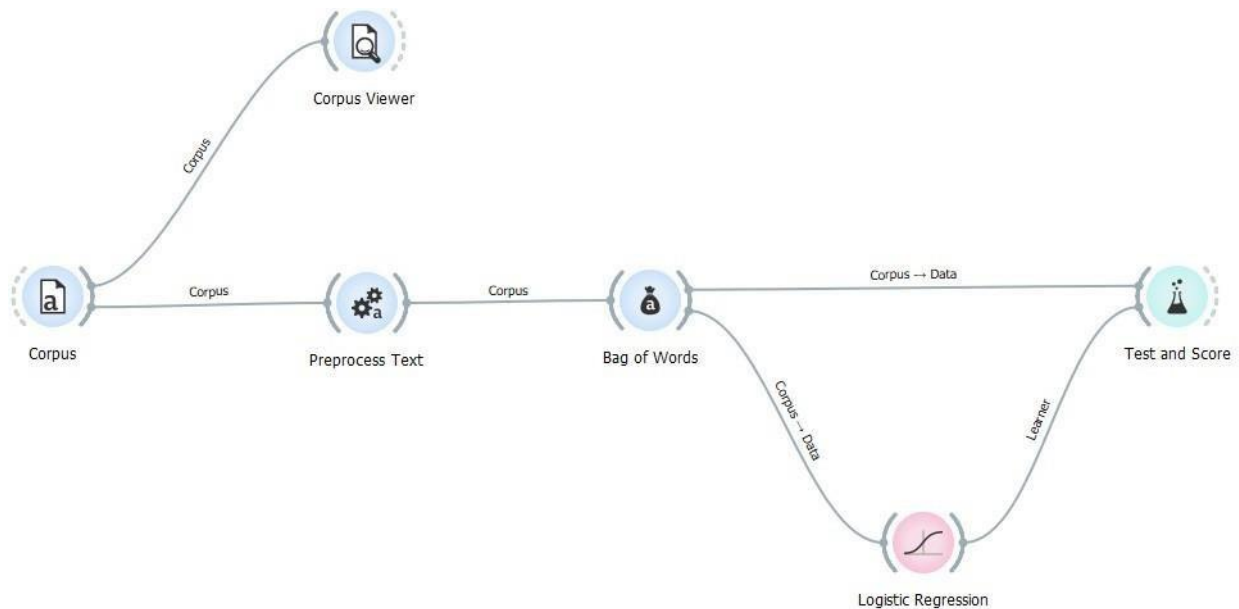 Corpus Viewer
Corpus
Corpus
Corpus
Corpus → Data
a
a
a
Corpus
Preprocess Text
Bag of Words
Test and Score
Corpus → Data
Learner
Logistic Regression